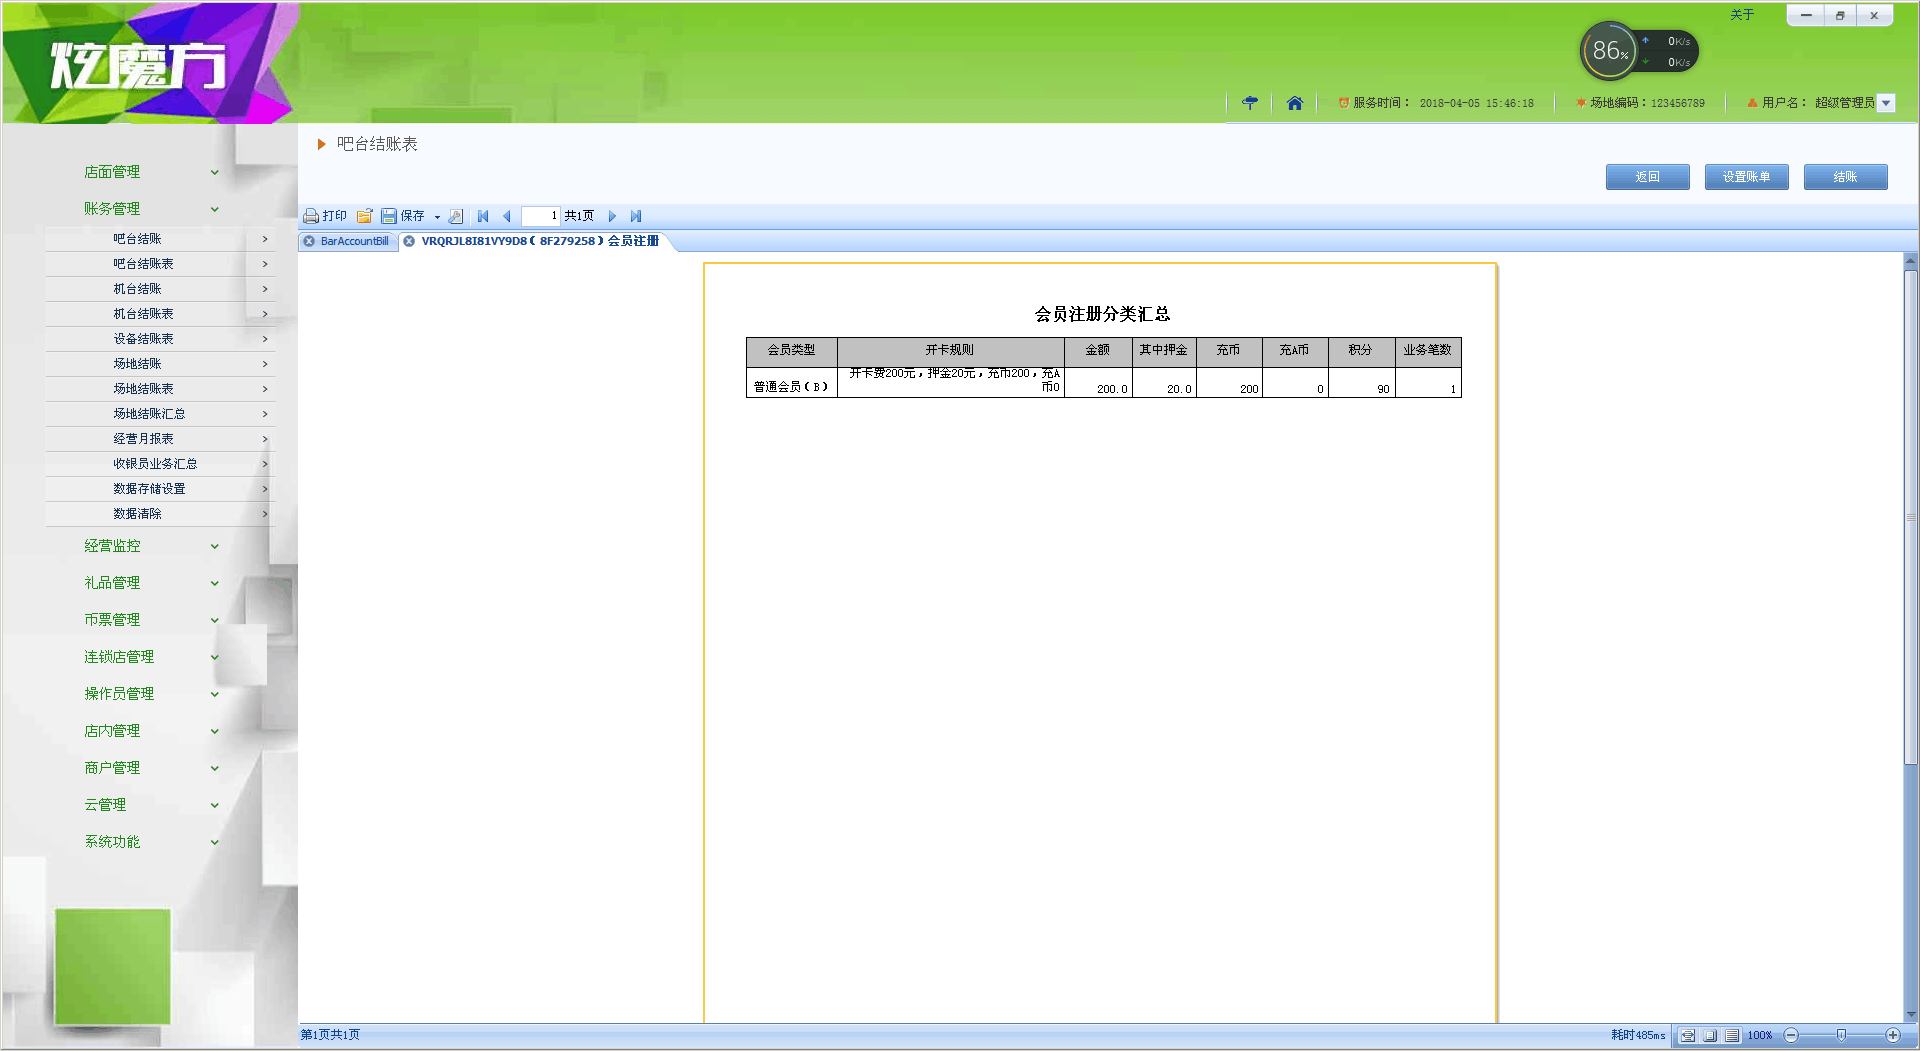 炫魔方
关于
86%
0K/s
0K/s
服务时间： 2018-04-05 15:46:18
场地编码：123456789
用户名： 超级管理员
吧台结账表
返回
设置账单
结账
打印
保存
1
共1页
BarAccountBill
VRQRJL8I81VY9D8（8F279258）会员注册
店面管理
账务管理
吧台结账
吧台结账表
机台结账
机台结账表
设备结账表
场地结账
场地结账表
场地结账汇总
经营月报表
收银员业务汇总
数据存储设置
数据清除
经营监控
礼品管理
币票管理
连锁店管理
操作员管理
店内管理
商户管理
云管理
系统功能
会员注册分类汇总
会员类型 开卡规则 金额 其中押金 充币 充A币 积分 业务笔数
普通会员（B） 开卡费200元，押金20元，充币200，充A
币0 200.0 20.0 200 0 90 1
第1页共1页
耗时485ms
100%